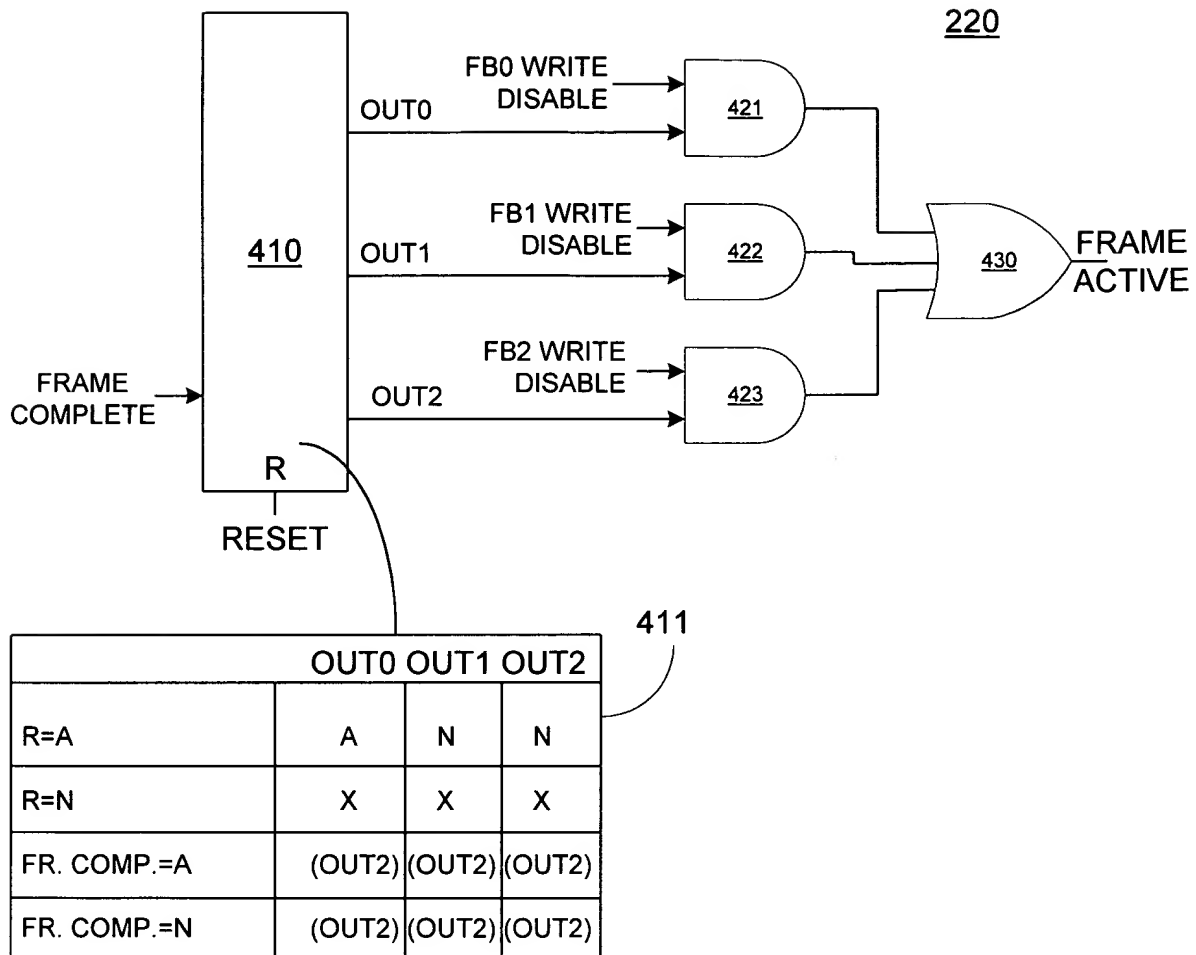 220
FB0 WRITE
DISABLE
421
OUT0
FB1 WRITE
DISABLE
422
410
OUT1
430
FRAME
ACTIVE
FB2 WRITE
DISABLE
423
FRAME
COMPLETE
OUT2
R
RESET
411
OUT0 OUT1 OUT2
R=A A N N
R=N X X X
FR. COMP.=A (OUT2) (OUT2) (OUT2)
FR. COMP.=N (OUT2) (OUT2) (OUT2)